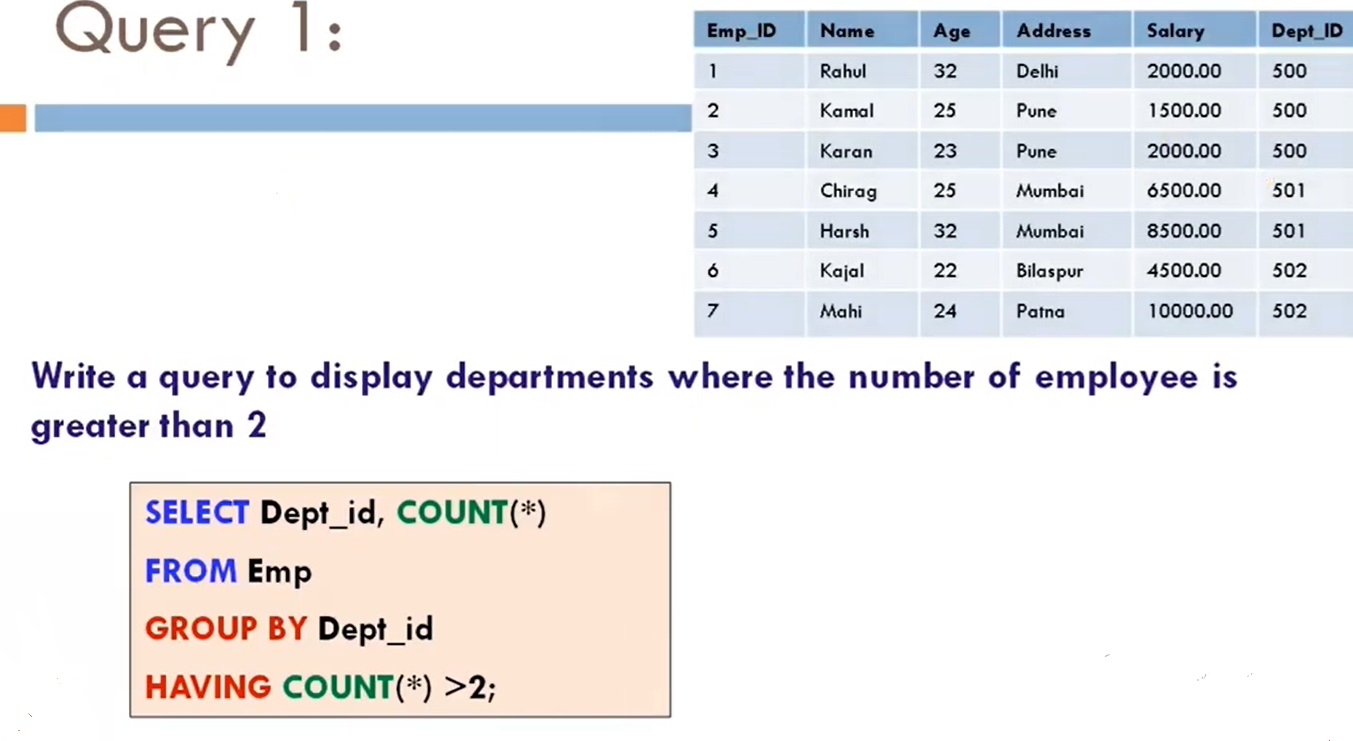 Query 1:
Emp_ID Name Age Address Salary Dept_ID
1 Rahul 32 Delhi 2000.00 500
2 Kamal 25 Pune 1500.00 500
3 Karan 23 Pune 2000.00 500
4 Chirag 25 Mumbai 6500.00 501
5 Harsh 32 Mumbai 8500.00 501
6 Kajal 22 Bilaspur 4500.00 502
7 Mahi 24 Patna 10000.00 502
Write a query to display departments where the number of employee is
greater than 2
SELECT Dept_id, COUNT(*)
FROM Emp
GROUP BY Dept_id
HAVING COUNT(*) >2;